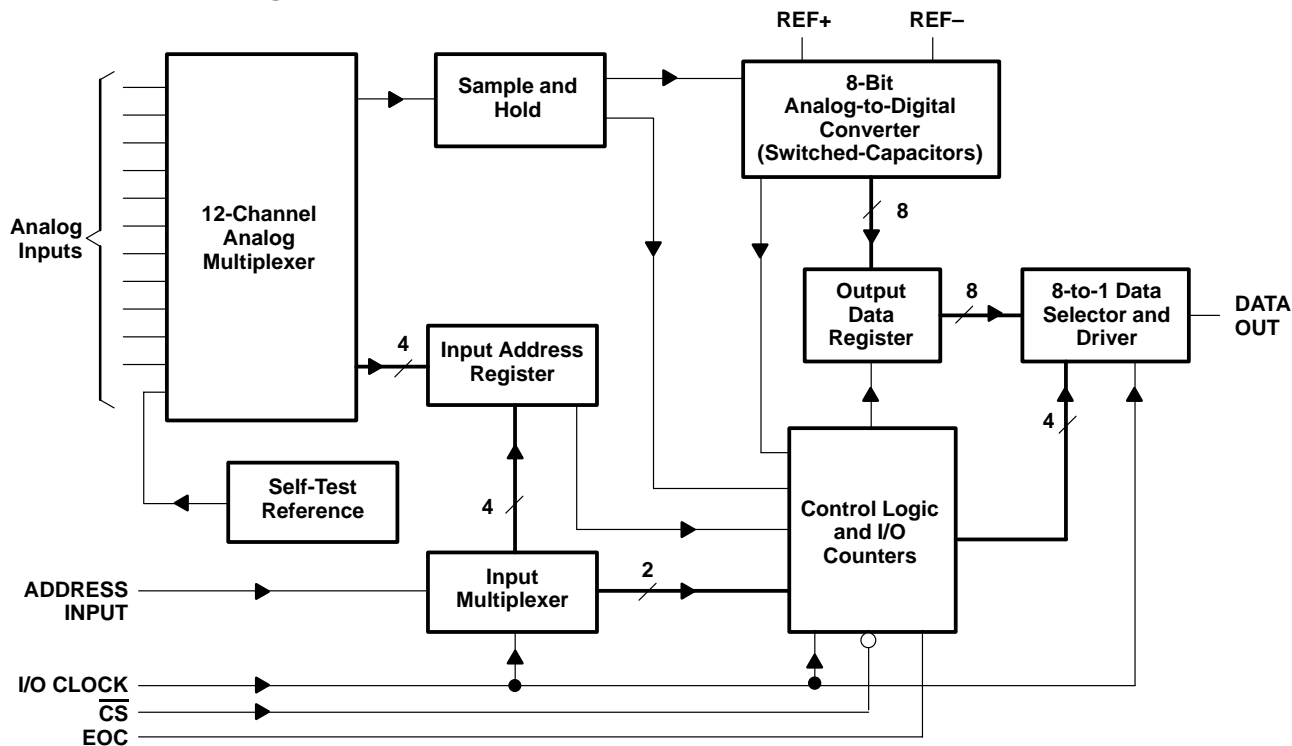 REF+
REF–
Sample and
Hold
8-Bit
Analog-to-Digital
Converter
(Switched-Capacitors)
12-Channel
Analog
Multiplexer
Analog
Inputs
8
Output
Data
Register
8
8-to-1 Data
Selector and
Driver
DATA
OUT
4
Input Address
Register
4
Self-Test
Reference
4
Control Logic
and I/O
Counters
ADDRESS
INPUT
Input
Multiplexer
2
I/O CLOCK
CS
EOC